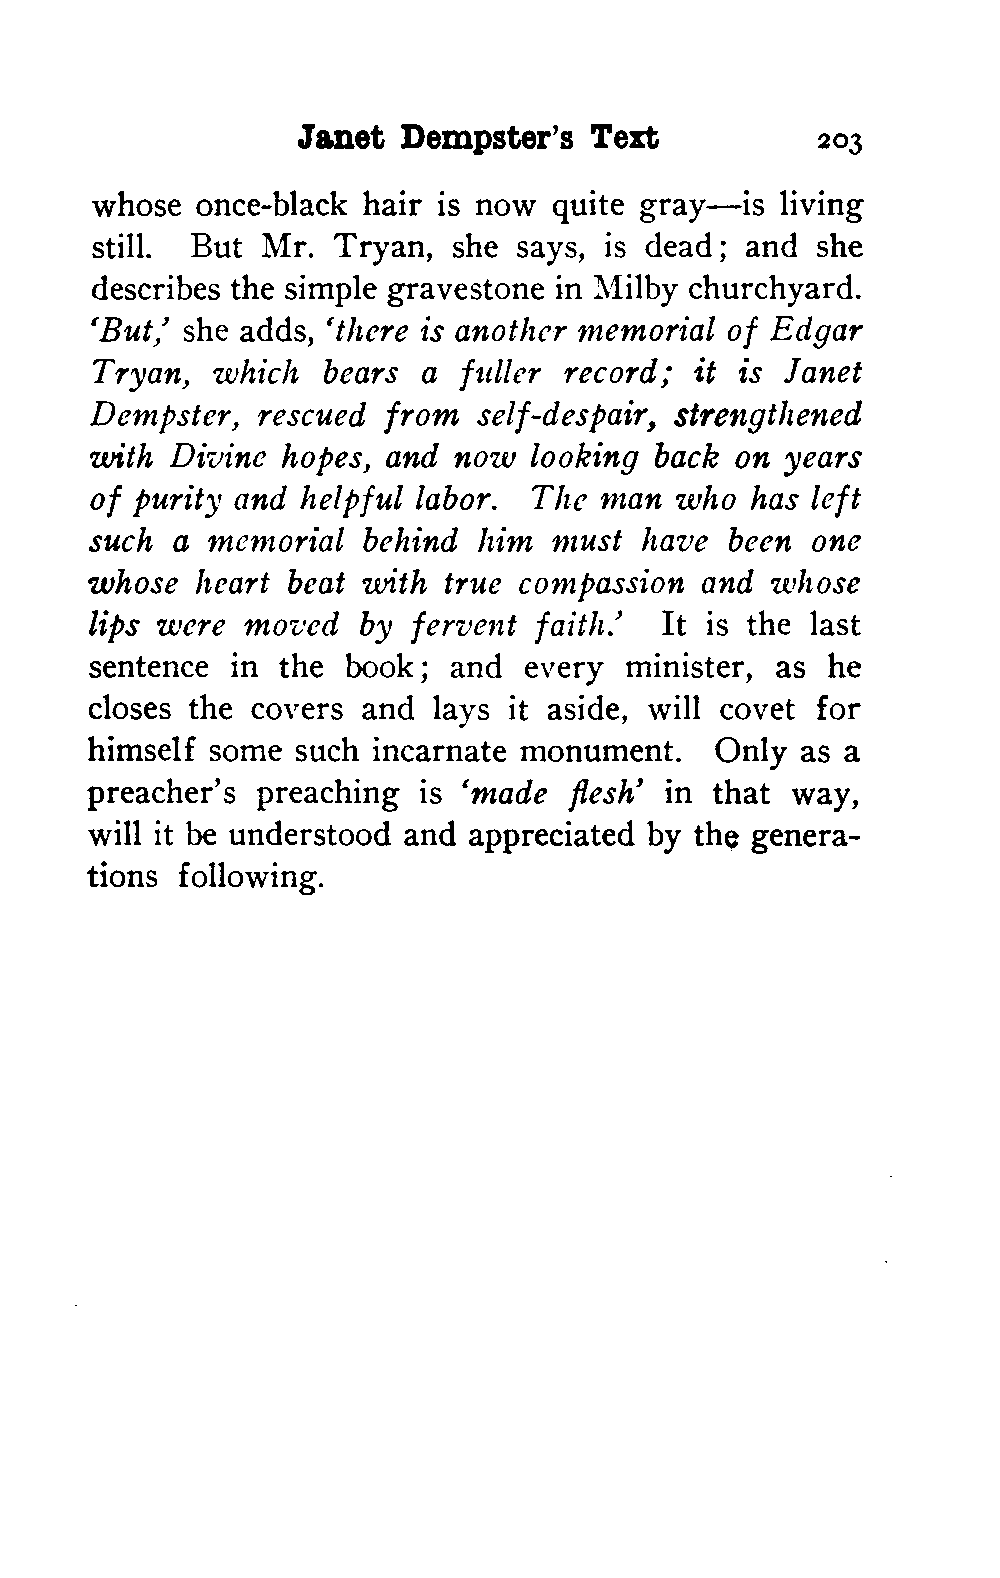 Janet Dempster's Text 203
whose once-black hair is now quite gray—is living
still. But Mr. Tryan, she says, is dead; and she
describes the simple gravestone in Milby churchyard.
'But,' she adds, 'there is another memorial of Edgar
Tryan, which bears a fuller record; it is Janet
Dempster, rescued from self-despair, strengthened
with Divine hopes, and now looking back on years
of purity and helpful labor. The man who has left
such a memorial behind him must have been one
whose heart beat with true compassion and whose
lips were moved by fervent faith.' It is the last
sentence in the book; and every minister, as he
closes the covers and lays it aside, will covet for
himself some such incarnate monument. Only as a
preacher's preaching is 'made flesh' in that way,
will it be understood and appreciated by the genera-
tions following.